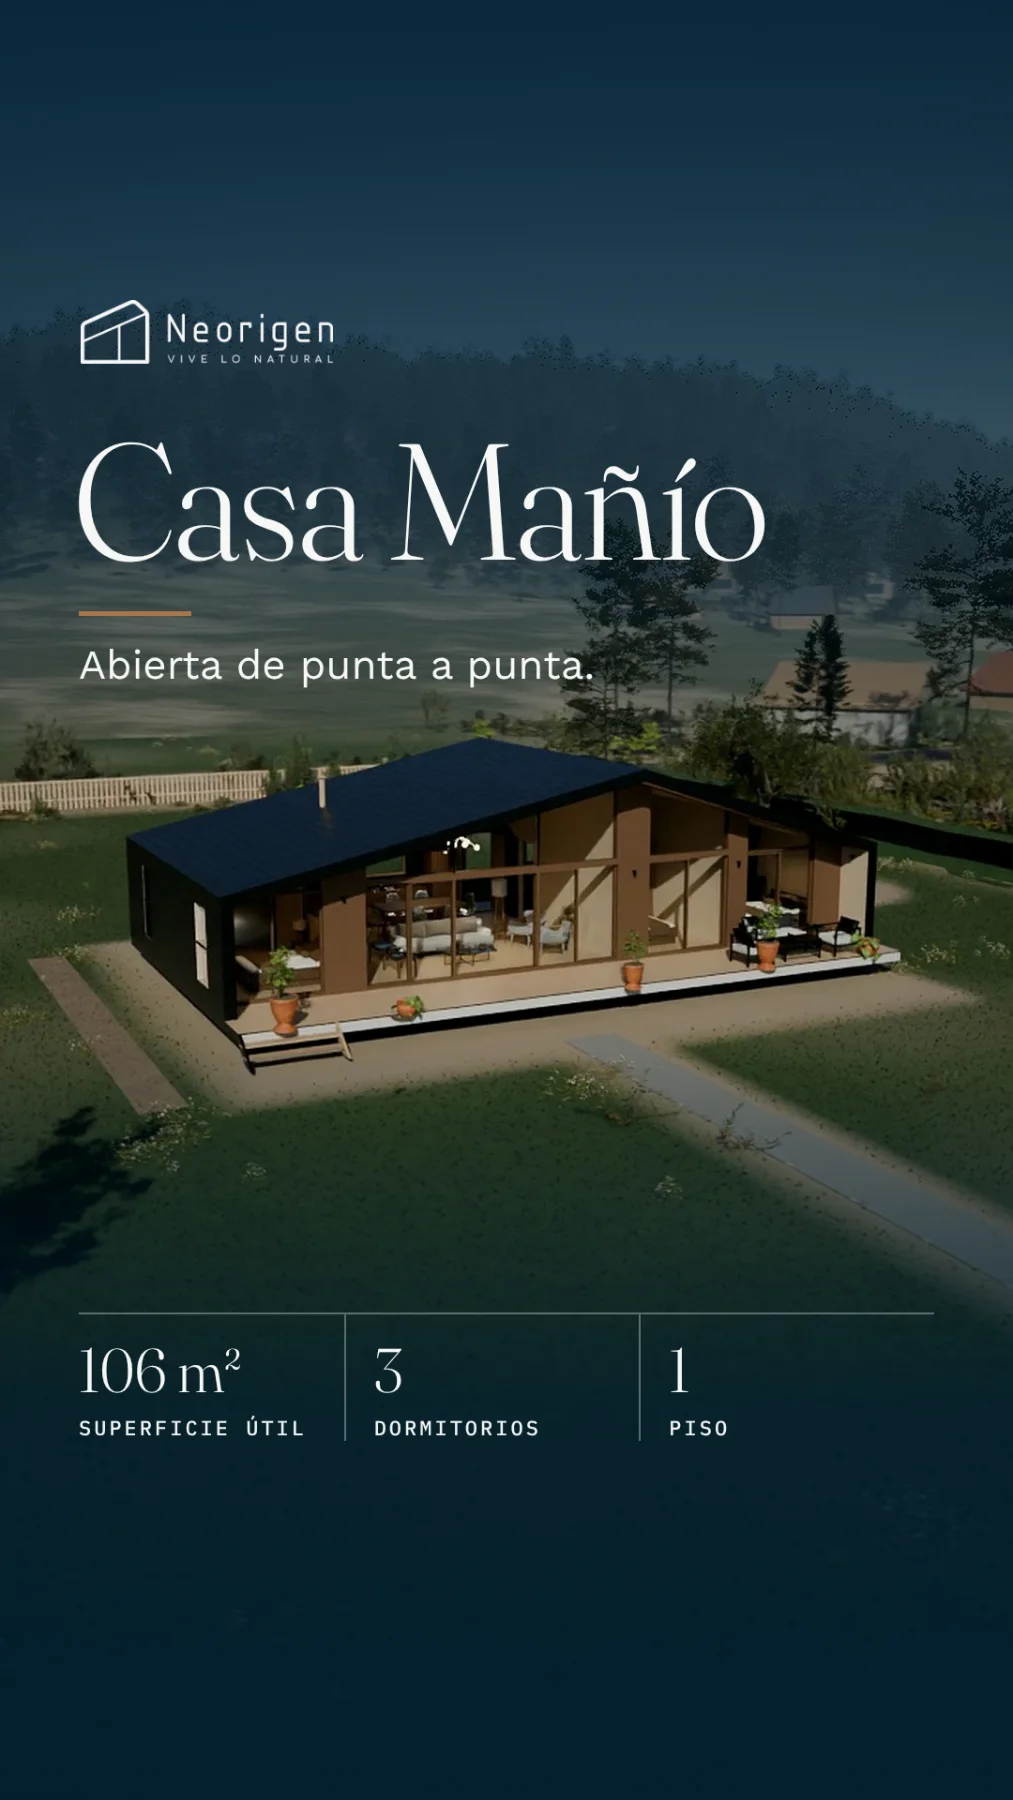 Neorigen
VIVE LO NATURAL
Casa Mañío
Abierta de punta a punta.
106 m²
SUPERFICIE ÚTIL
3
DORMITORIOS
1
PISO